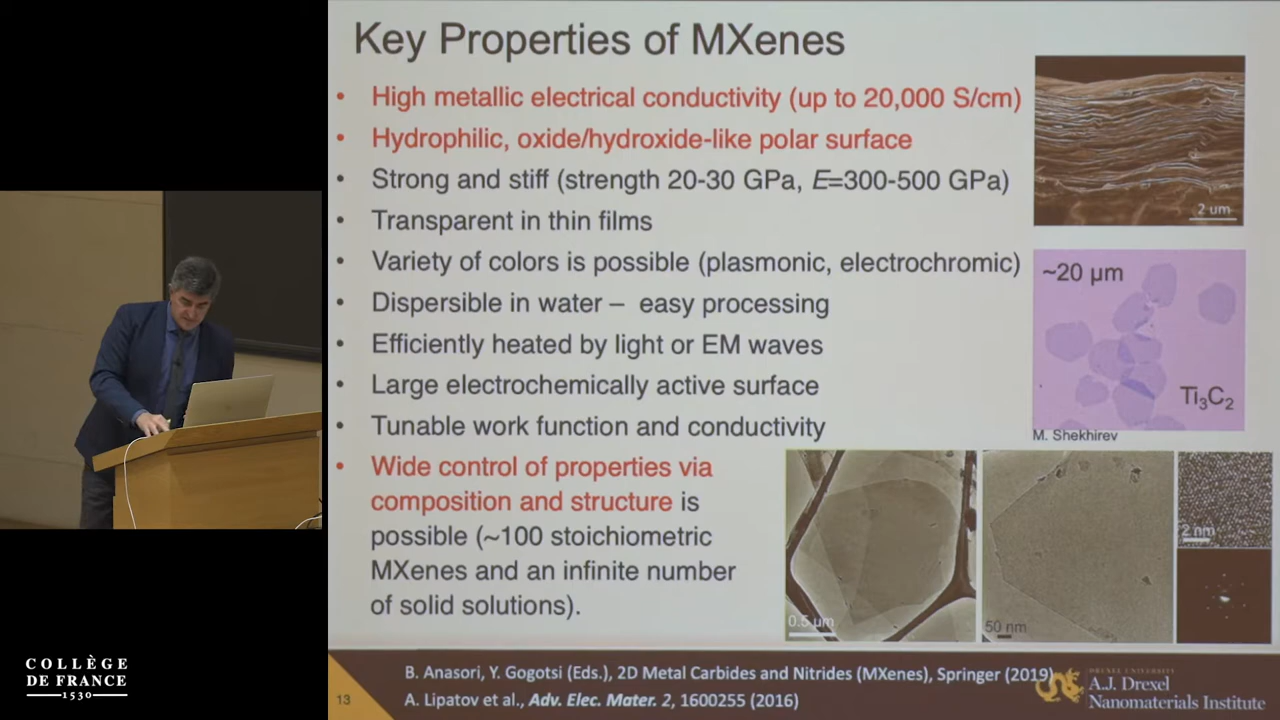 Key Properties of MXenes
• High metallic electrical conductivity (up to 20,000 S/cm)
• Hydrophilic, oxide/hydroxide-like polar surface
• Strong and stiff (strength 20-30 GPa, E=300-500 GPa)
• Transparent in thin films
• Variety of colors is possible (plasmonic, electrochromic)
• Dispersible in water – easy processing
• Efficiently heated by light or EM waves
• Large electrochemically active surface
• Tunable work function and conductivity
• Wide control of properties via
composition and structure is
possible (~100 stoichiometric
MXenes and an infinite number
of solid solutions).
2 um
~20 µm
Ti₃C₂
M. Shekhirev
0.5 µm
50 nm
2 nm
B. Anasori, Y. Gogotsi (Eds.), 2D Metal Carbides and Nitrides (MXenes), Springer (2019)
A. Lipatov et al., Adv. Elec. Mater. 2, 1600255 (2016)
13
DREXEL UNIVERSITY
A.J. Drexel
Nanomaterials Institute
COLLÈGE
DE FRANCE
1530